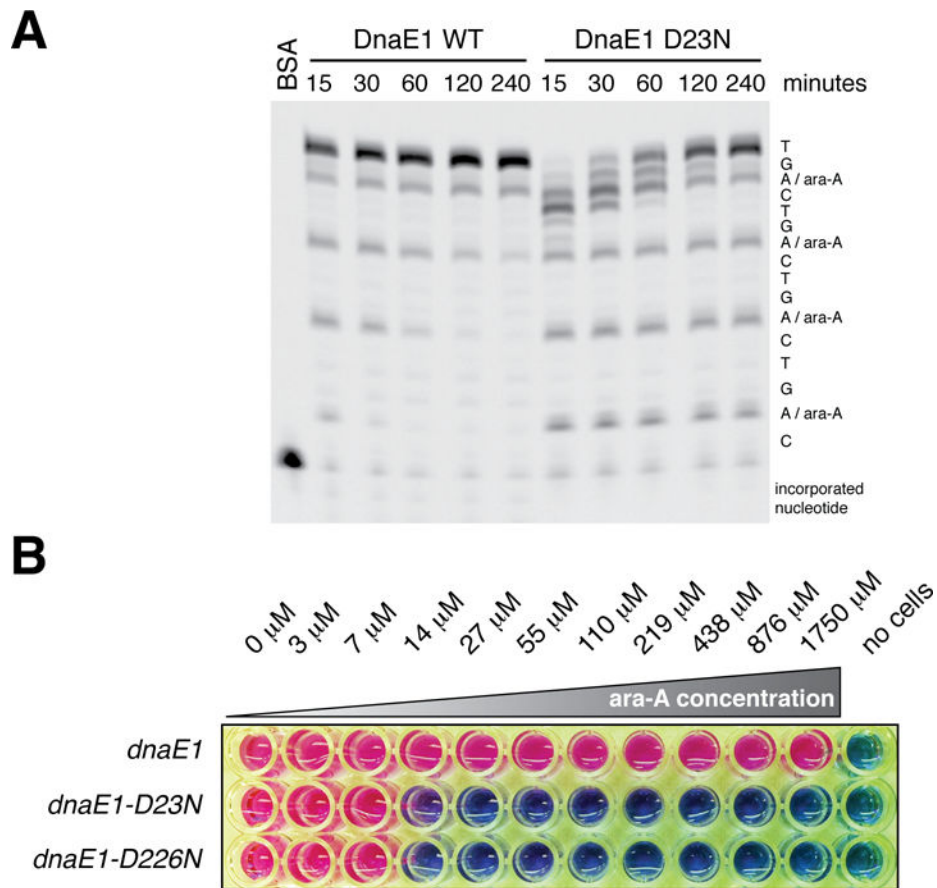 A
DnaE1 WT DnaE1 D23N
BSA
15 30 60 120 240 15 30 60 120 240 minutes
T
G
A / ara-A
C
T
G
A / ara-A
C
T
G
A / ara-A
C
T
G
A / ara-A
C
incorporated
nucleotide
B
0 μM 3 μM 7 μM 14 μM 27 μM 55 μM 110 μM 219 μM 438 μM 876 μM 1750 μM no cells
ara-A concentration
dnaE1
dnaE1-D23N
dnaE1-D226N